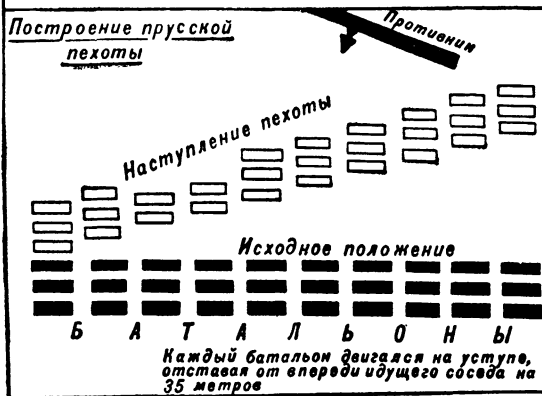 Построение прусской
пехоты
Противник
Наступление пехоты
Исходное положение
БАТАЛЬОНЫ
Каждый батальон двигался на уступе,
отставая от впереди идущего соседа на
35 метров